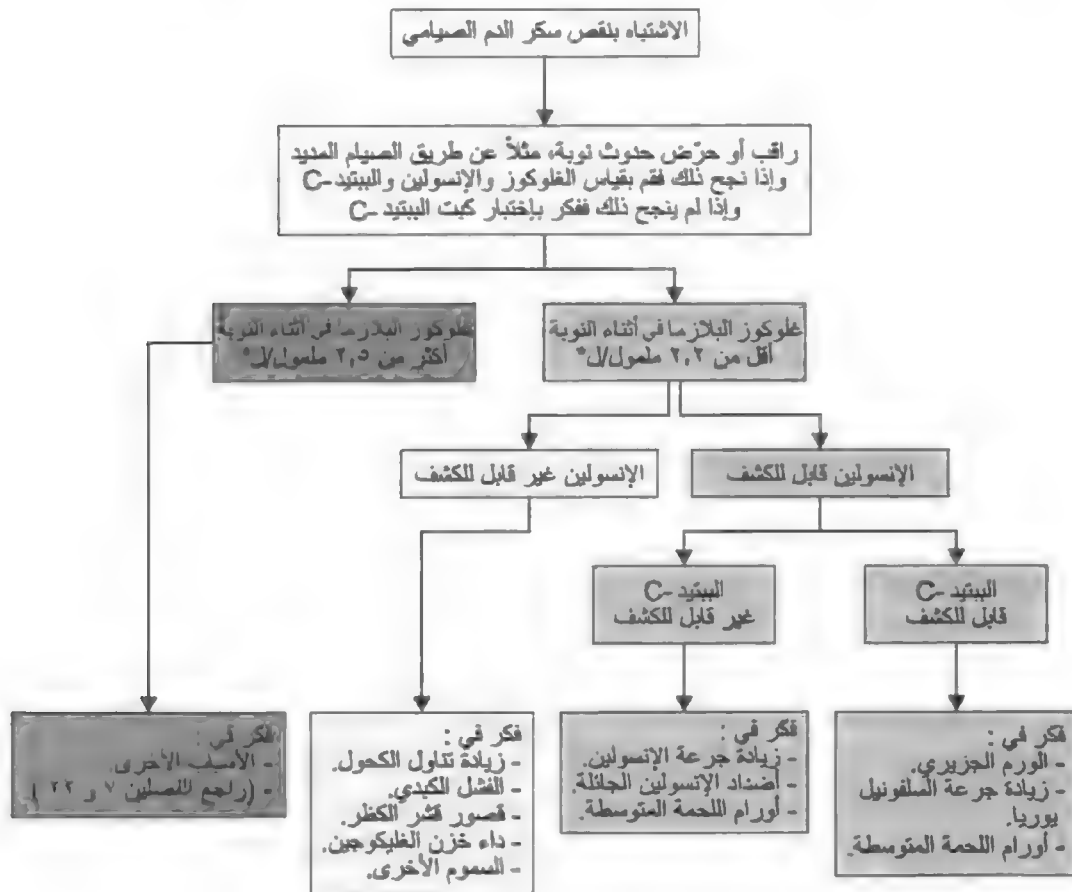 الاشتباه بنقص سكر الدم الصيامي
راقب أو حرّض حدوث نوبة، مثلاً عن طريق الصيام المديد
وإذا نجح ذلك فقم بقياس الغلوكوز والإنسولين والببتيد -C
وإذا لم ينجح ذلك ففكر بإختبار كبت الببتيد -C
غلوكوز البلازما في أثناء النوبة
أقل من ٢,٢ ملمول/ل*
غلوكوز البلازما في أثناء النوبة
أكثر من ٢,٥ ملمول/ل*
الإنسولين قابل للكشف
الإنسولين غير قابل للكشف
الببتيد -C
قابل للكشف
الببتيد -C
غير قابل للكشف
فكر في :
- الورم الجزيري.
- زيادة جرعة السلفونيل
يوريا.
- أورام اللحمة المتوسطة.
فكر في :
- زيادة جرعة الإنسولين.
- أضداد الإنسولين الجائلة.
- أورام اللحمة المتوسطة.
فكر في :
- زيادة تناول الكحول.
- الفشل الكبدي.
- قصور قشر الكظر.
- داء خزن الغليكوجين.
- السموم الأخرى.
فكر في :
- الأسباب الأخرى.
- (راجع الفصلين ٧ و ٢٢)